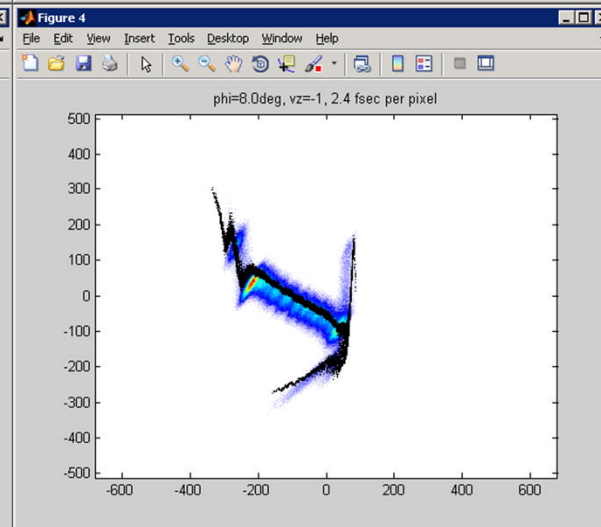 Figure 4
File Edit View Insert Tools Desktop Window Help
phi=8.0deg, vz=-1, 2.4 fsec per pixel
500
400
300
200
100
0
-100
-200
-300
-400
-500
-600 -400 -200 0 200 400 600